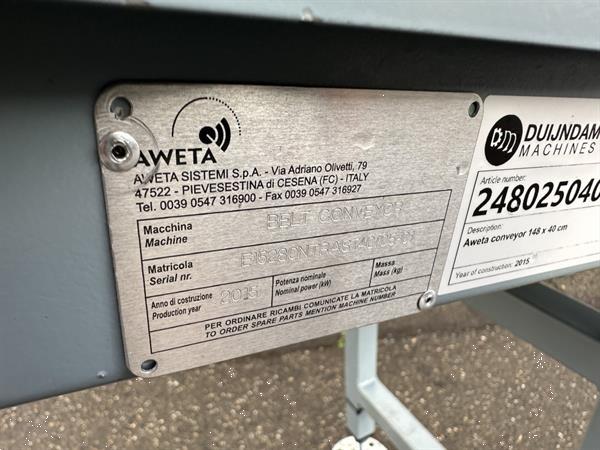 AWETA
AWETA SISTEMI S.p.A. - Via Adriano Olivetti, 79
47522 - PIEVESESTINA di CESENA (FC) - ITALY
Tel. 0039 0547 316900 - Fax 0039 0547 316927
Macchina
Machine
BELT CONVEYOR
Matricola
Serial nr.
Anno di costruzione
Production year
2015
Potenza nominale
Nominal power (kW)
Massa
Mass (kg)
PER ORDINARE RICAMBI COMUNICATE LA MATRICOLA
TO ORDER SPARE PARTS MENTION MACHINE NUMBER
DUIJNDAM
MACHINES
Article number:
248025040
Description:
Aweta conveyor 148 x 40 cm
Year of construction: 2015